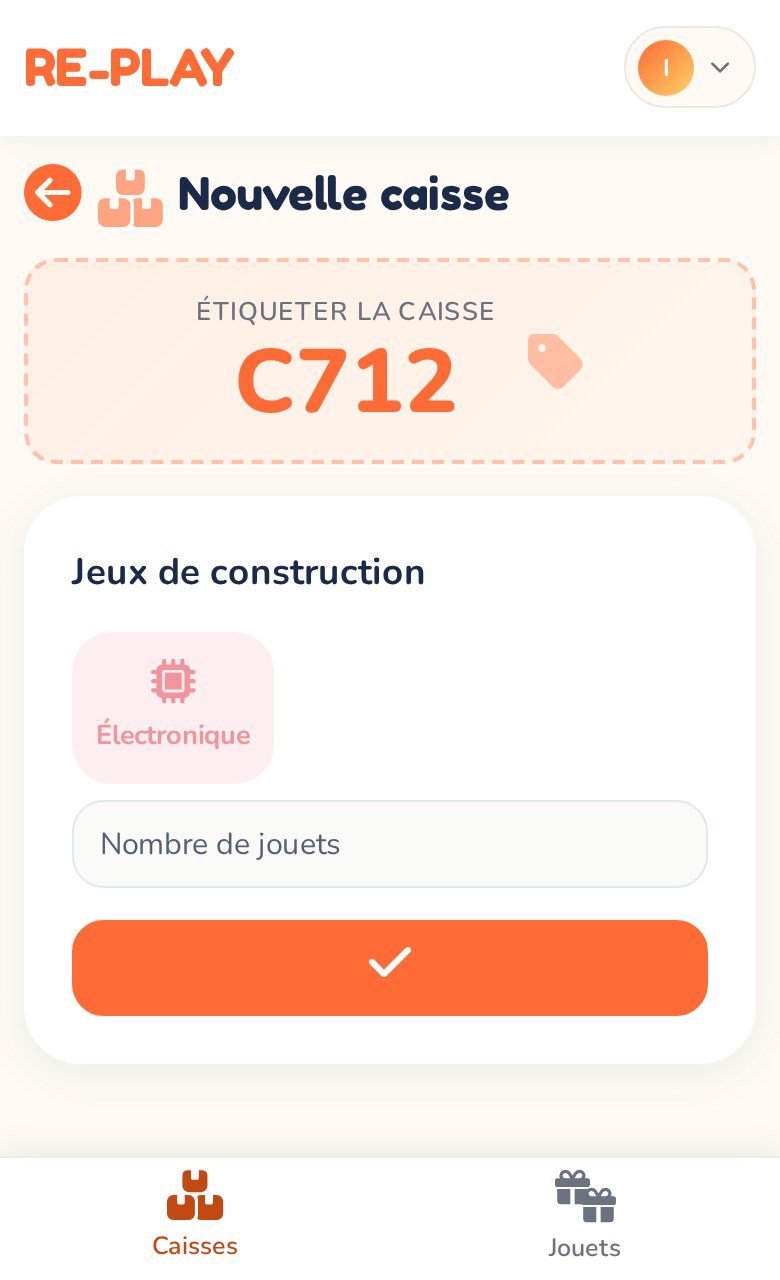 RE-PLAY
I
Nouvelle caisse
ÉTIQUETER LA CAISSE
C712
Jeux de construction
Électronique
Nombre de jouets
Caisses
Jouets